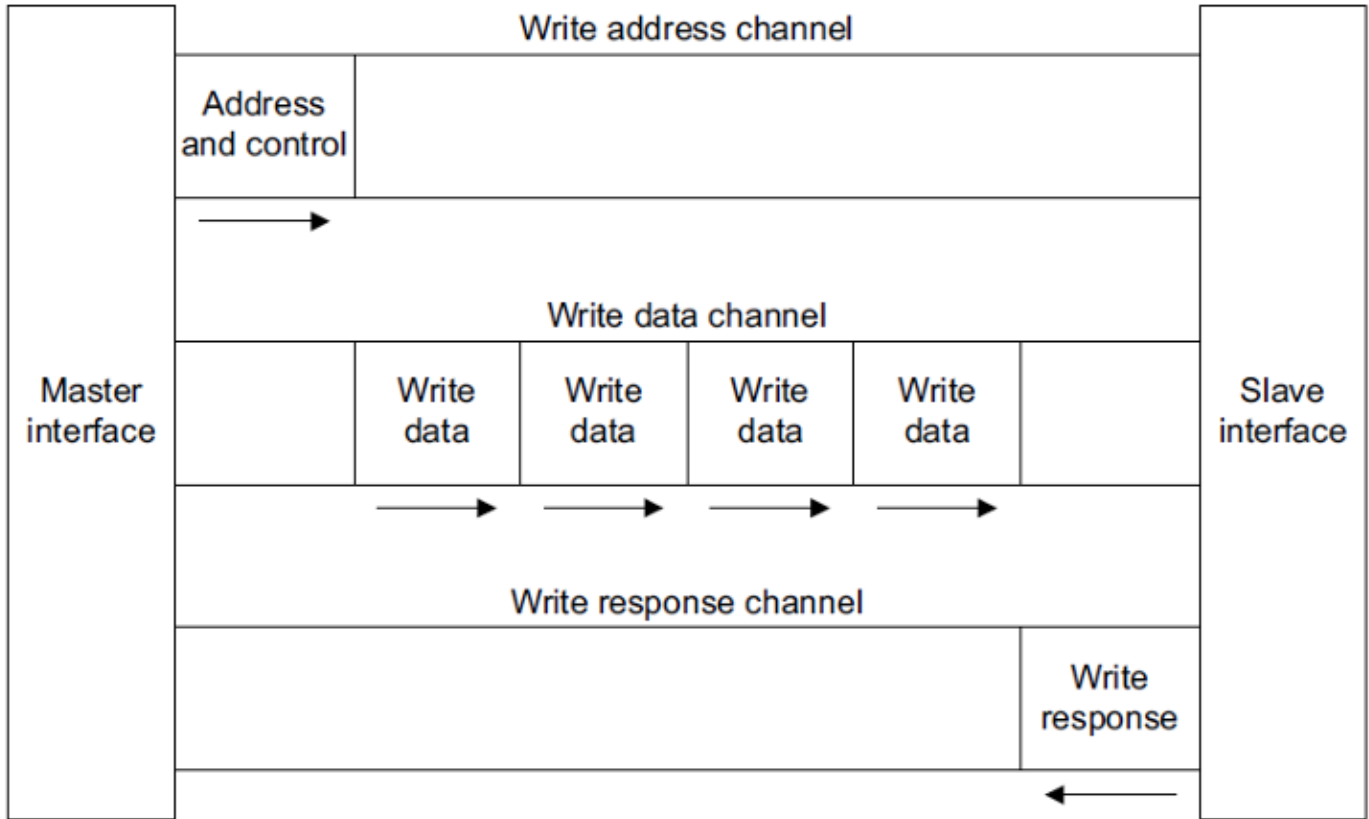 Write address channel
Address
and control
Write data channel
Master
interface
Write
data
Write
data
Write
data
Write
data
Slave
interface
Write response channel
Write
response